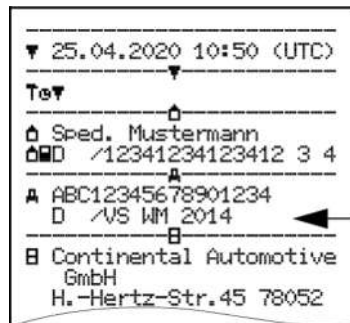 ▼ 25.04.2020 10:50 (UTC)
T▼
Sped. Mustermann
D /12341234123412 3 4
ABC12345678901234
D /VS WM 2014
Continental Automotive
GmbH
H.-Hertz-Str.45 78052